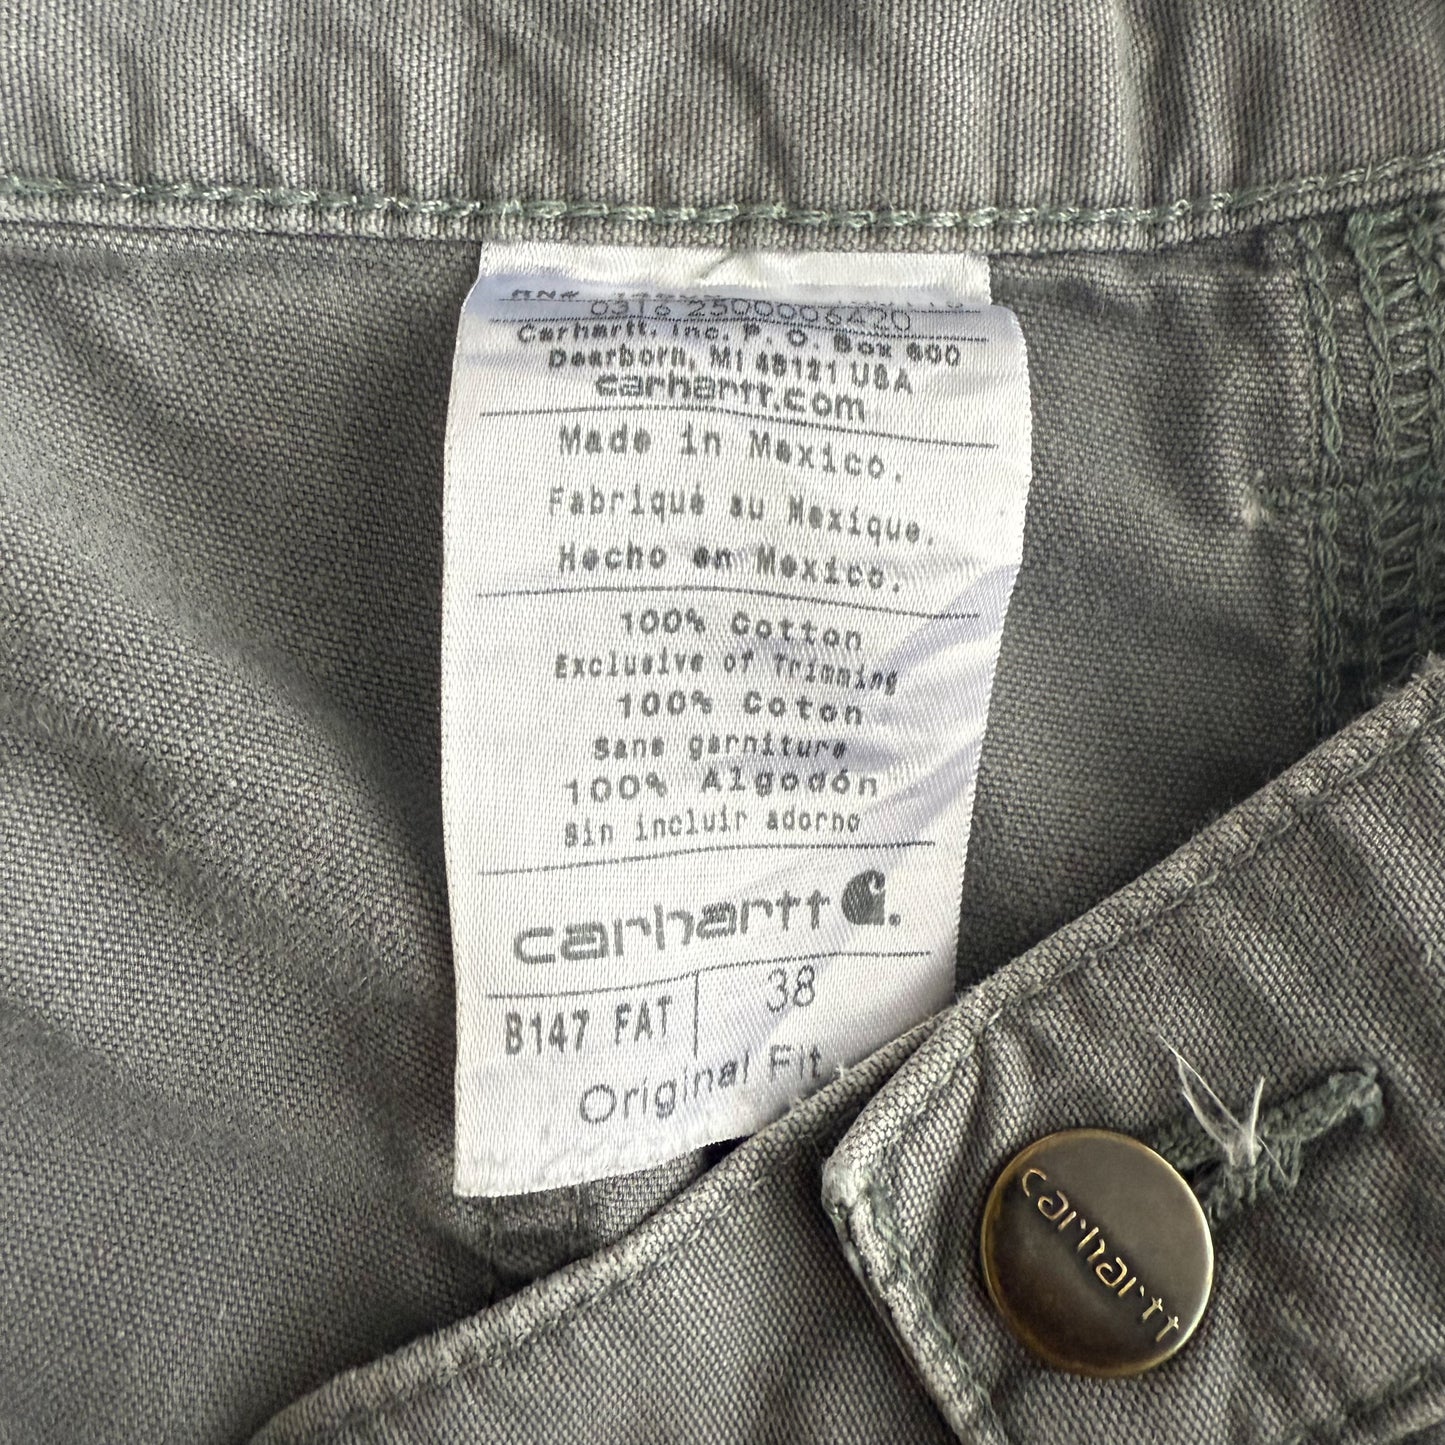 0316 2500006420
Carhartt, Inc. P. O. Box 600
Dearborn, MI 48121 USA
carhartt.com
Made in Mexico.
Fabriqué au Mexique.
Hecho en Mexico.
100% Cotton
Exclusive of Trimming
100% Coton
Sans garniture
100% Algodón
Sin incluir adorno
carhartt
B147 FAT 38
Original Fit
carhartt